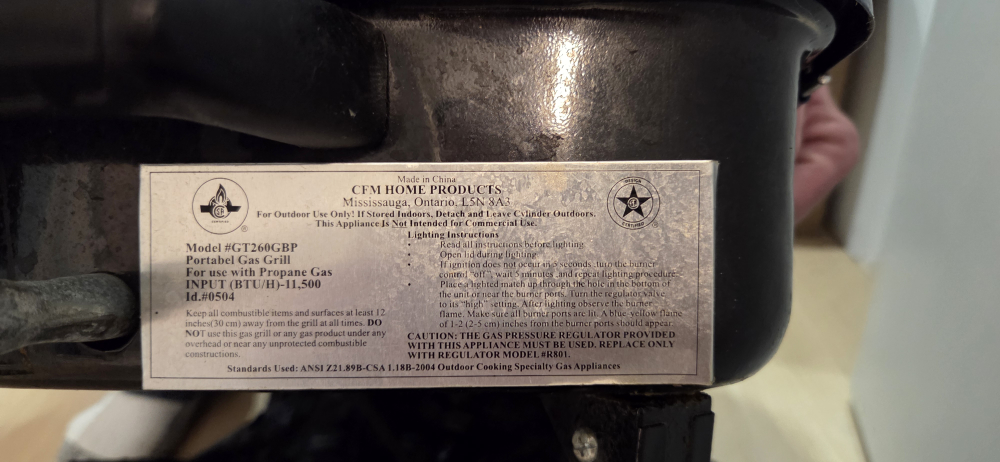 Made in China
CFM HOME PRODUCTS
Mississauga, Ontario, L5N 8A3
For Outdoor Use Only! If Stored Indoors, Detach and Leave Cylinder Outdoors.
This Appliance Is Not Intended for Commercial Use.
Model #GT260GBP
Portabel Gas Grill
For use with Propane Gas
INPUT (BTU/H)-11,500
Id.#0504
Keep all combustible items and surfaces at least 12
inches(30 cm) away from the grill at all times. DO
NOT use this gas grill or any gas product under any
overhead or near any unprotected combustible
constructions.
Lighting Instructions
Read all instructions before lighting
Open lid during lighting
If ignition does not occur in 5 seconds, turn the burner
control "off", wait 5 minutes ,and repeat lighting procedure
Place a lighted match up through the hole in the bottom of
the unit or near the burner ports. Turn the regulator valve
to its "high" setting. After lighting observe the burner
flame. Make sure all burner ports are lit. A blue-yellow flame
of 1-2 (2-5 cm) inches from the burner ports should appear.
CAUTION: THE GAS PRESSURE REGULATOR PROVIDED
WITH THIS APPLIANCE MUST BE USED. REPLACE ONLY
WITH REGULATOR MODEL #R801.
Standards Used: ANSI Z21.89B-CSA 1.18B-2004 Outdoor Cooking Specialty Gas Appliances